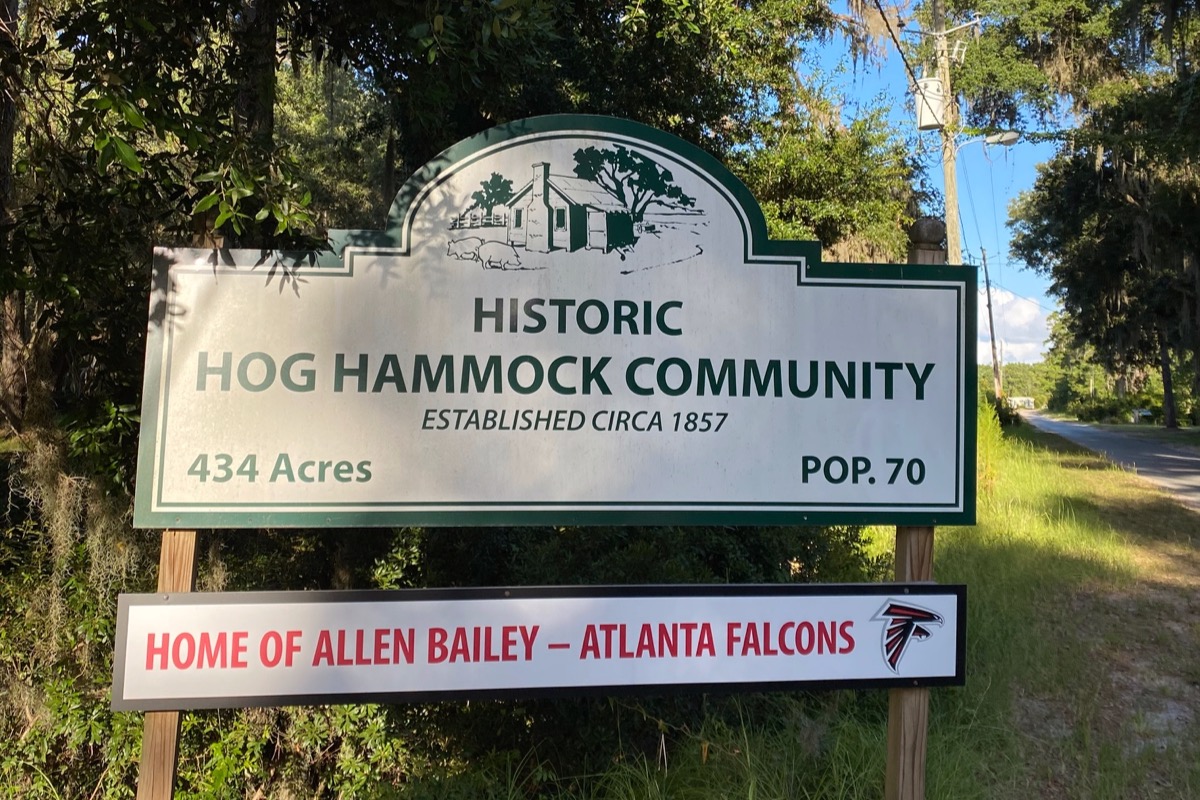 HISTORIC
HOG HAMMOCK COMMUNITY
ESTABLISHED CIRCA 1857
434 Acres
POP. 70
HOME OF ALLEN BAILEY – ATLANTA FALCONS